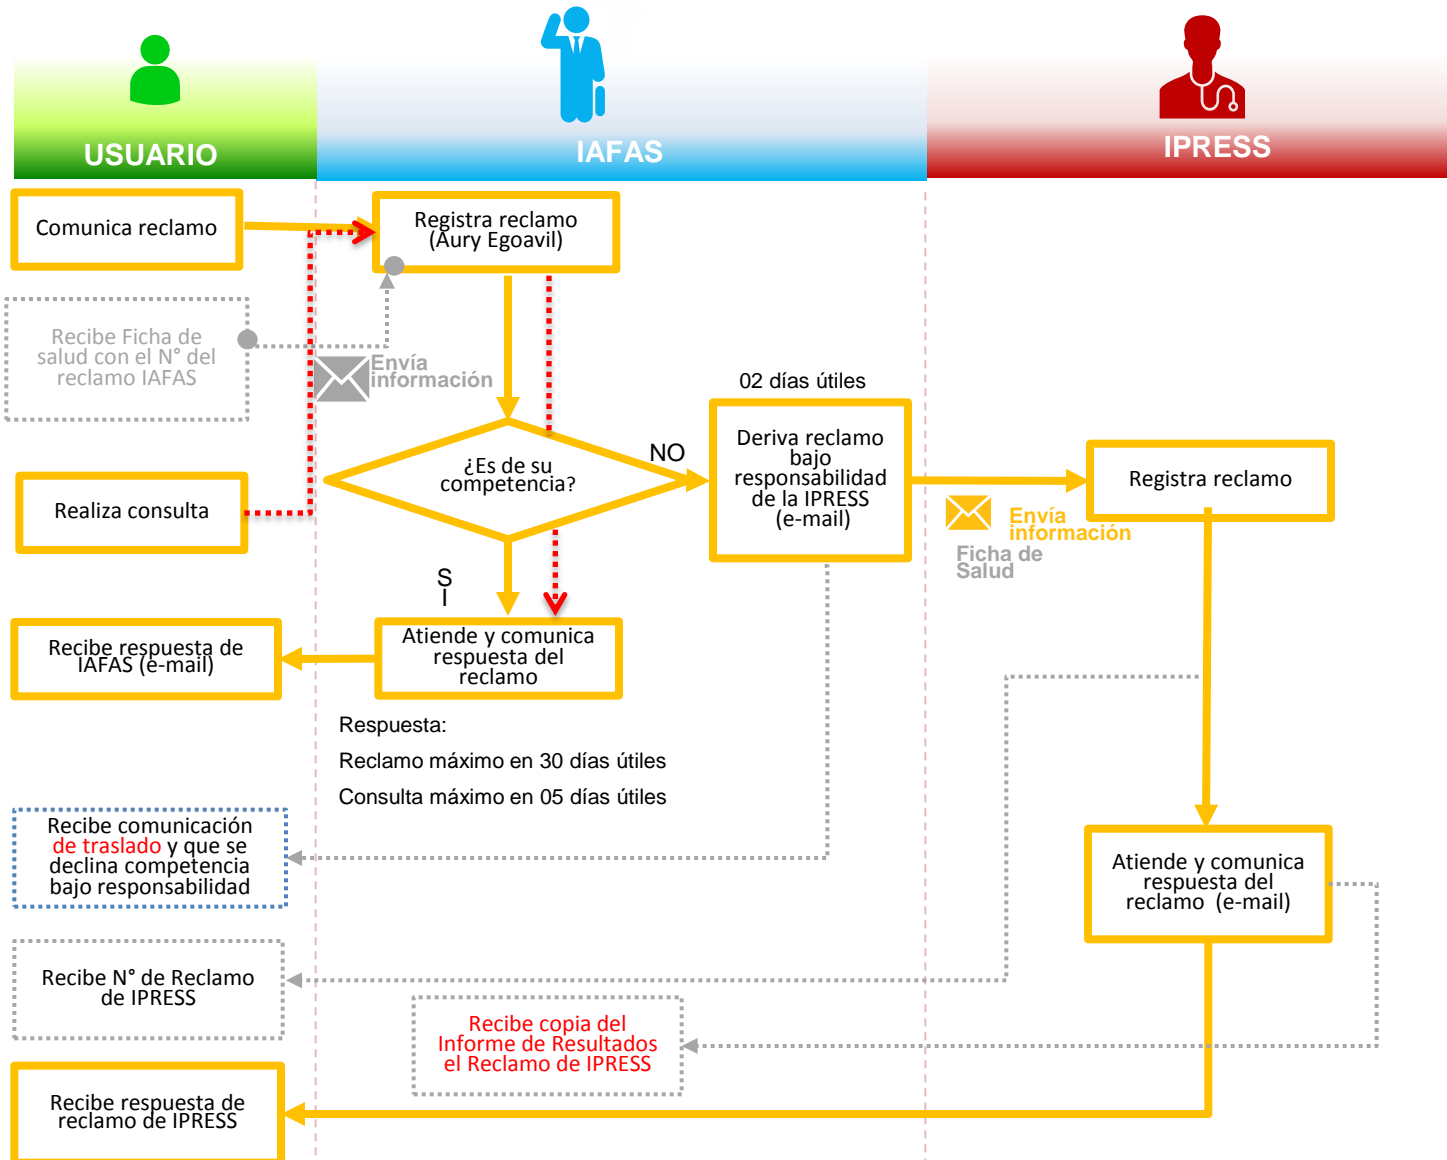 USUARIO
IAFAS
IPRESS
Comunica reclamo
Registra reclamo
(Aury Egoavil)
Recibe Ficha de
salud con el N° del
reclamo IAFAS
Envía
información
02 días útiles
¿Es de su
competencia?
NO
Deriva reclamo
bajo
responsabilidad
de la IPRESS
(e-mail)
Registra reclamo
Realiza consulta
Envía
información
Ficha de
Salud
S
I
Recibe respuesta de
IAFAS (e-mail)
Atiende y comunica
respuesta del
reclamo
Respuesta:
Reclamo máximo en 30 días útiles
Consulta máximo en 05 días útiles
Recibe comunicación
de traslado y que se
declina competencia
bajo responsabilidad
Atiende y comunica
respuesta del
reclamo (e-mail)
Recibe N° de Reclamo
de IPRESS
Recibe copia del
Informe de Resultados
el Reclamo de IPRESS
Recibe respuesta de
reclamo de IPRESS